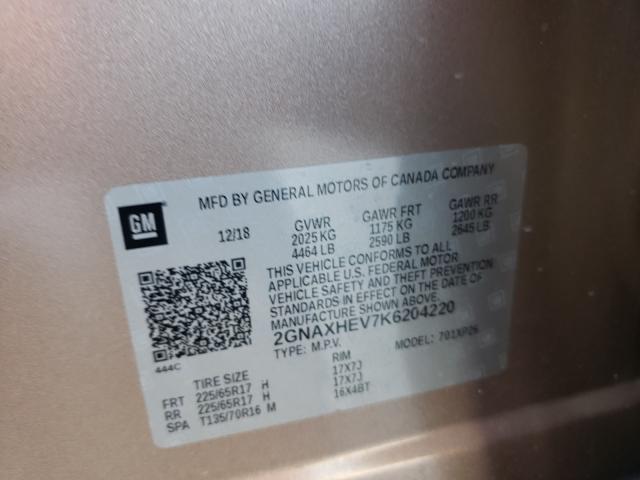 MFD BY GENERAL MOTORS OF CANADA COMPANY
GM
12/18 GVWR GAWR FRT GAWR RR
2025 KG 1175 KG 1200 KG
4464 LB 2590 LB 2645 LB
THIS VEHICLE CONFORMS TO ALL
APPLICABLE U.S. FEDERAL MOTOR
VEHICLE SAFETY AND THEFT PREVENTION
STANDARDS IN EFFECT ON THE DATE OF
MANUFACTURE SHOWN ABOVE.
2GNAXHEV7K6204220
TYPE: M.P.V. MODEL: 701XP26
444C
TIRE SIZE RIM
FRT 225/65R17 H 17X7J
RR 225/65R17 H 17X7J
SPA T135/70R16 M 16X4BT